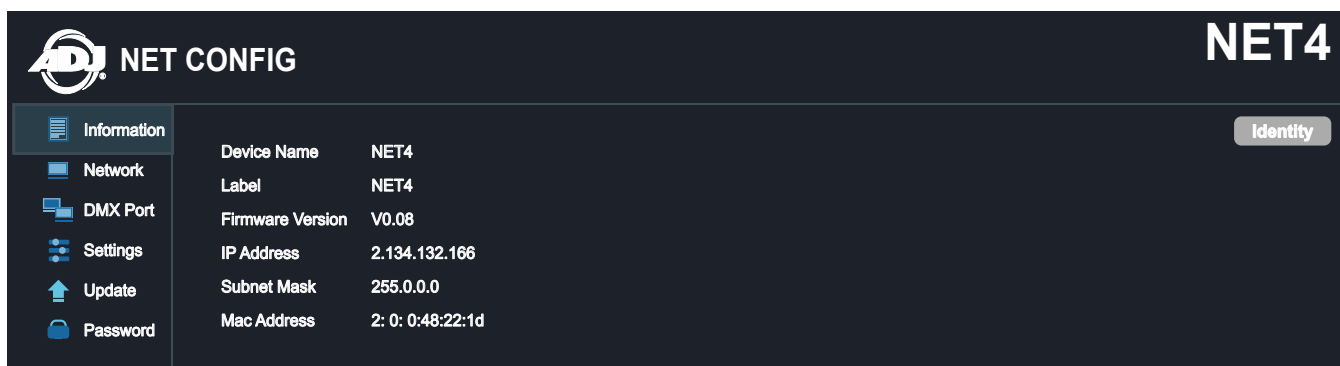 ADJ NET CONFIG
NET4
Information
Network
DMX Port
Settings
Update
Password
Identity
Device Name NET4
Label NET4
Firmware Version V0.08
IP Address 2.134.132.166
Subnet Mask 255.0.0.0
Mac Address 2: 0: 0:48:22:1d